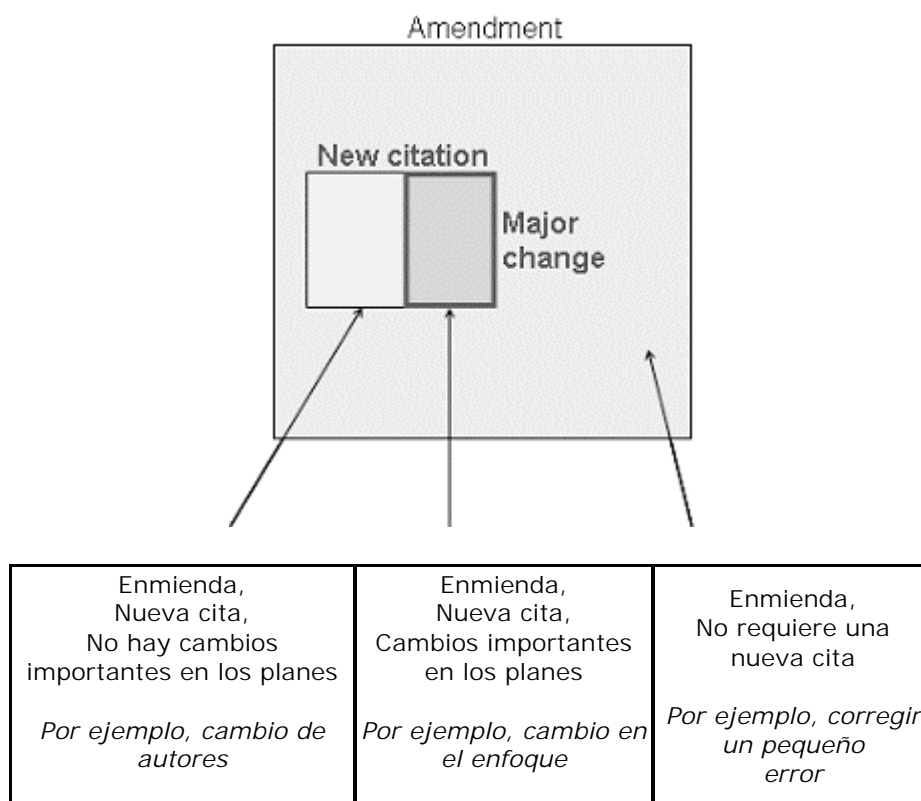 Amendment
New citation
Major
change
Enmienda,
Nueva cita,
No hay cambios
importantes en los planes
Por ejemplo, cambio de
autores
Enmienda,
Nueva cita,
Cambios importantes
en los planes
Por ejemplo, cambio en
el enfoque
Enmienda,
No requiere una
nueva cita
Por ejemplo, corregir
un pequeño
error